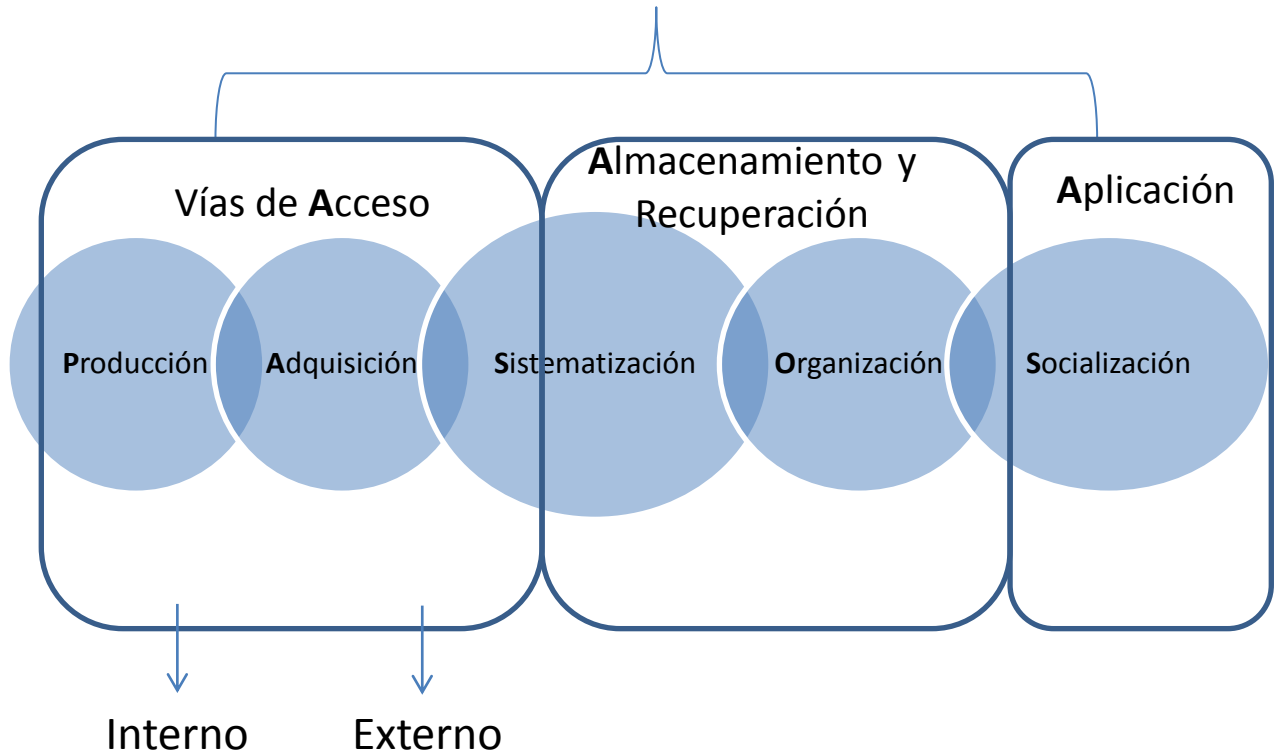 Vías de Acceso
Almacenamiento y
Recuperación
Aplicación
Producción
Adquisición
Sistematización
Organización
Socialización
Interno
Externo